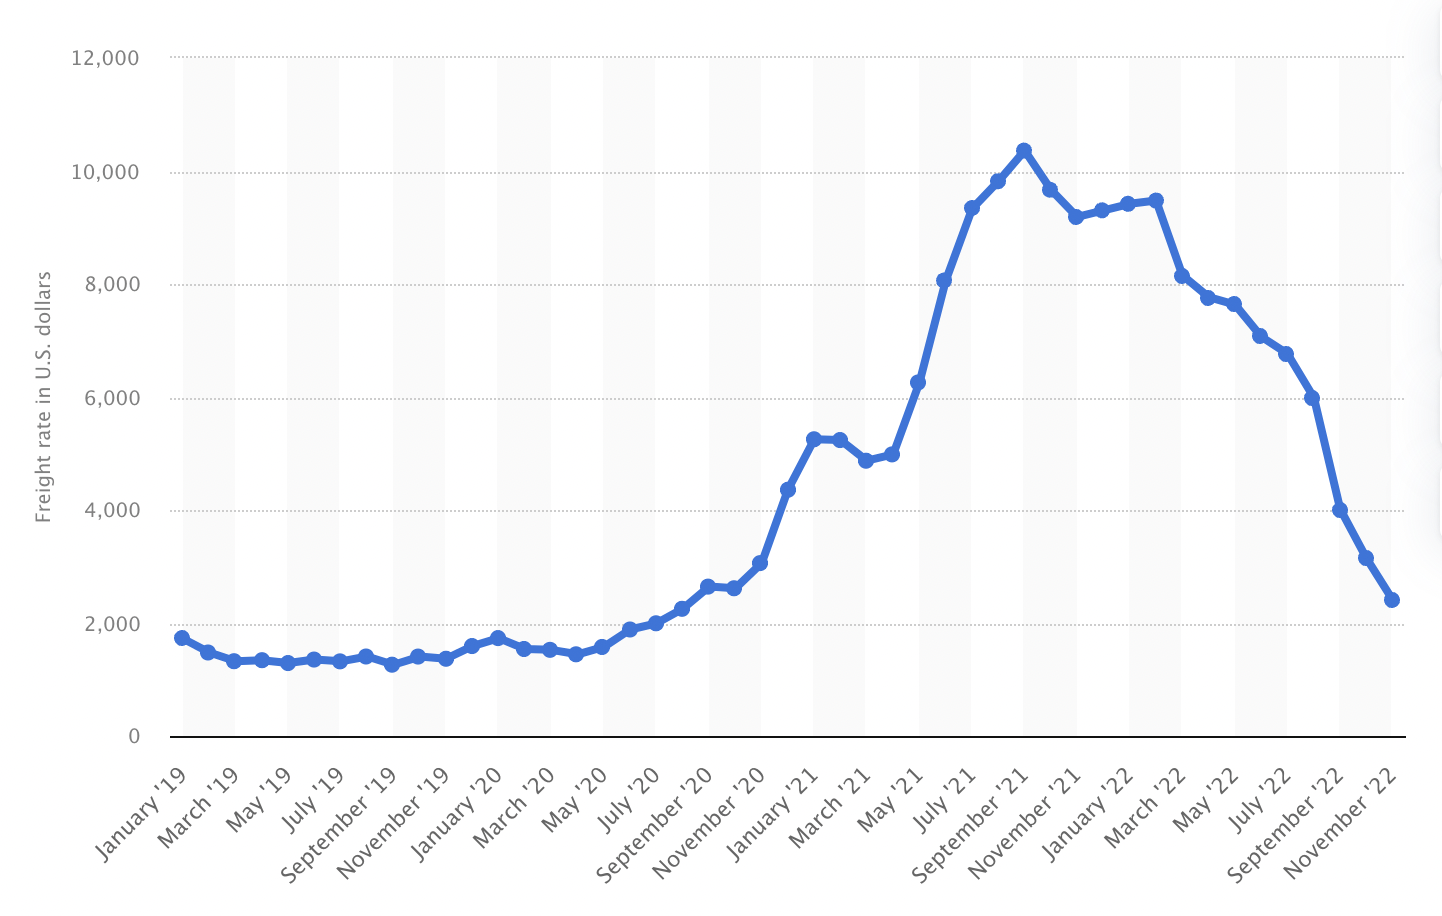 12,000
10,000
8,000
6,000
4,000
2,000
0
Freight rate in U.S. dollars
January '19
March '19
May '19
July '19
September '19
November '19
January '20
March '20
May '20
July '20
September '20
November '20
January '21
March '21
May '21
July '21
September '21
November '21
January '22
March '22
May '22
July '22
September '22
November '22